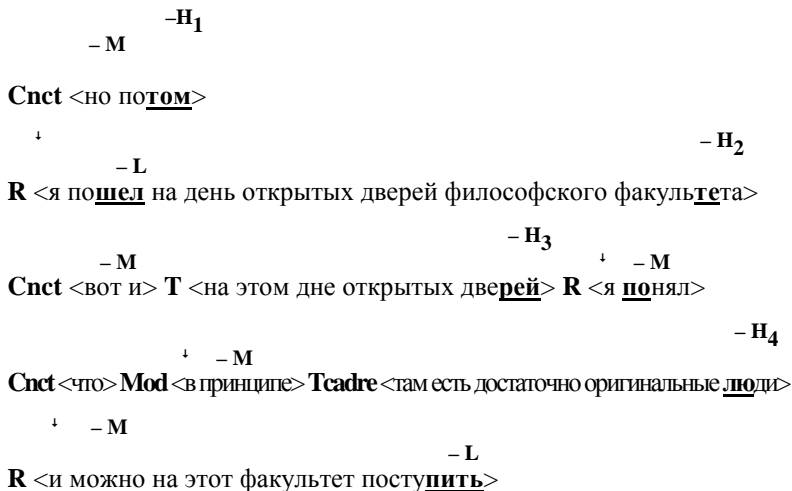 –H1
– M
Cnct <но потом>
↓ – H2
– L
R <я пошел на день открытых дверей философского факультета>
– H3
– M ↓ – M
Cnct <вот и> T <на этом дне открытых дверей> R <я понял>
– H4
↓ – M
Cnct <что> Mod <в принципе> Tcadre <там есть достаточно оригинальные люди>
↓ – M
– L
R <и можно на этот факультет поступить>